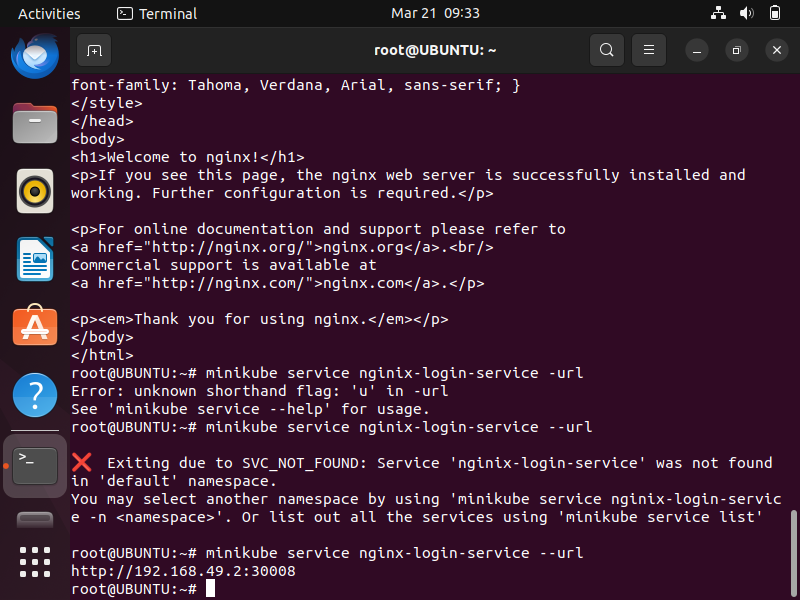 Activities
Terminal
Mar 21 09:33
root@UBUNTU: ~
font-family: Tahoma, Verdana, Arial, sans-serif; }
</style>
</head>
<body>
<h1>Welcome to nginx!</h1>
<p>If you see this page, the nginx web server is successfully installed and
working. Further configuration is required.</p>
<p>For online documentation and support please refer to
<a href="http://nginx.org/">nginx.org</a>.<br/>
Commercial support is available at
<a href="http://nginx.com/">nginx.com</a>.</p>
<p><em>Thank you for using nginx.</em></p>
</body>
</html>
root@UBUNTU:~# minikube service nginix-login-service -url
Error: unknown shorthand flag: 'u' in -url
See 'minikube service --help' for usage.
root@UBUNTU:~# minikube service nginix-login-service --url
❌ Exiting due to SVC_NOT_FOUND: Service 'nginix-login-service' was not found
in 'default' namespace.
You may select another namespace by using 'minikube service nginix-login-servic
e -n <namespace>'. Or list out all the services using 'minikube service list'
root@UBUNTU:~# minikube service nginx-login-service --url
http://192.168.49.2:30008
root@UBUNTU:~#